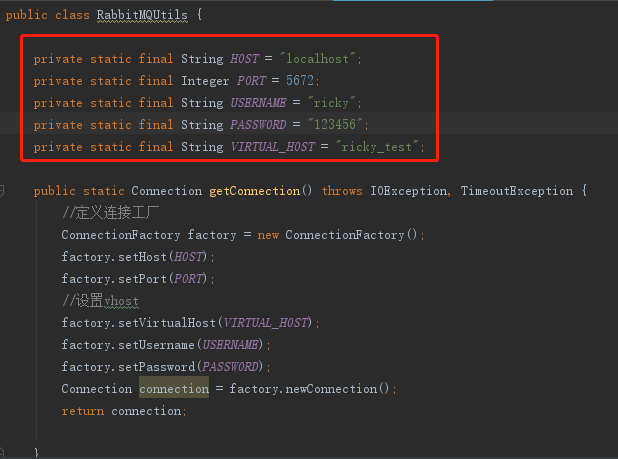 public class RabbitMQUtils {
private static final String HOST = "localhost";
private static final Integer PORT = 5672;
private static final String USERNAME = "ricky";
private static final String PASSWORD = "123456";
private static final String VIRTUAL_HOST = "ricky_test";
public static Connection getConnection() throws IOException, TimeoutException {
//定义连接工厂
ConnectionFactory factory = new ConnectionFactory();
factory.setHost(HOST);
factory.setPort(PORT);
//设置vhost
factory.setVirtualHost(VIRTUAL_HOST);
factory.setUsername(USERNAME);
factory.setPassword(PASSWORD);
Connection connection = factory.newConnection();
return connection;
}